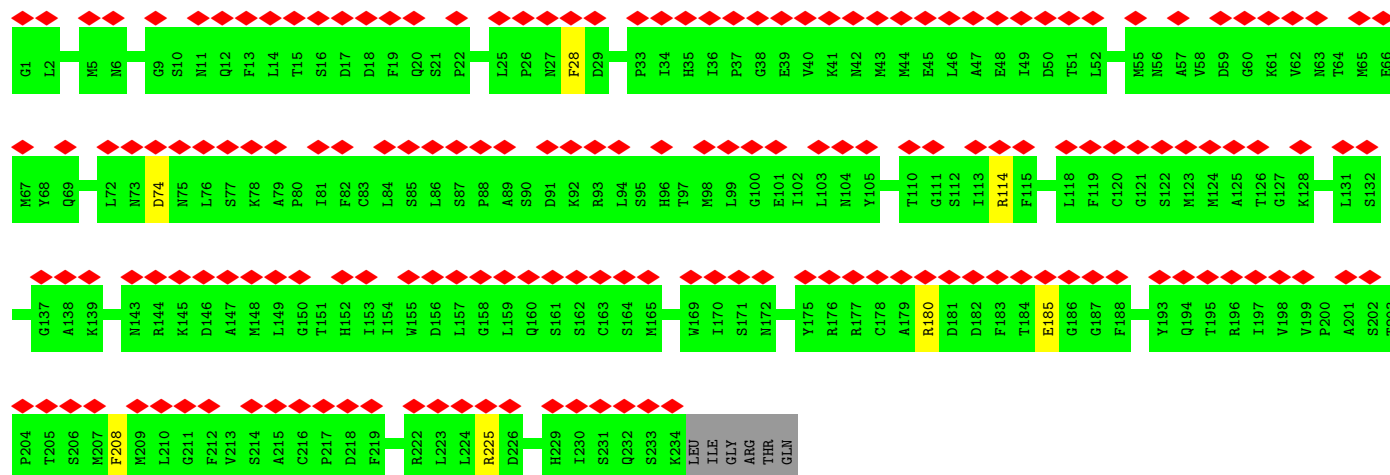 G1 L2 M5 N6 G9 S10 N11 Q12 F13 L14 T15 S16 D17 D18 F19 Q20 S21 P22 L25 P26 N27 F28 D29 P33 I34 H35 I36 P37 G38 E39 V40 K41 N42 M43 M44 E45 L46 A47 E48 I49 D50 T51 L52 M55 N56 A57 V58 D59 G60 K61 V62 N63 T64 M65 E66
M67 Y68 Q69 L72 N73 D74 N75 L76 S77 K78 A79 P80 I81 F82 C83 L84 S85 L86 S87 P88 A89 S90 D91 K92 R93 L94 S95 H96 T97 M98 L99 G100 E101 I102 L103 N104 Y105 T110 G111 S112 I113 R114 F115 L118 F119 C120 G121 S122 M123 M124 A125 T126 G127 K128 L131 S132
G137 A138 K139 N143 R144 K145 D146 A147 M148 L149 G150 T151 H152 I153 I154 W155 D156 L157 G158 L159 Q160 S161 S162 C163 S164 M165 W169 I170 S171 N172 Y175 R176 R177 C178 A179 R180 D181 D182 F183 T184 E185 G186 G187 F188 Y193 Q194 T195 R196 I197 V198 V199 P200 A201 S202
P204 T205 S206 M207 F208 M209 L210 G211 F212 V213 S214 A215 C216 P217 D218 F219 R222 L223 L224 R225 D226 H229 I230 S231 Q232 S233 K234 LEU ILE GLY ARG THR GLN